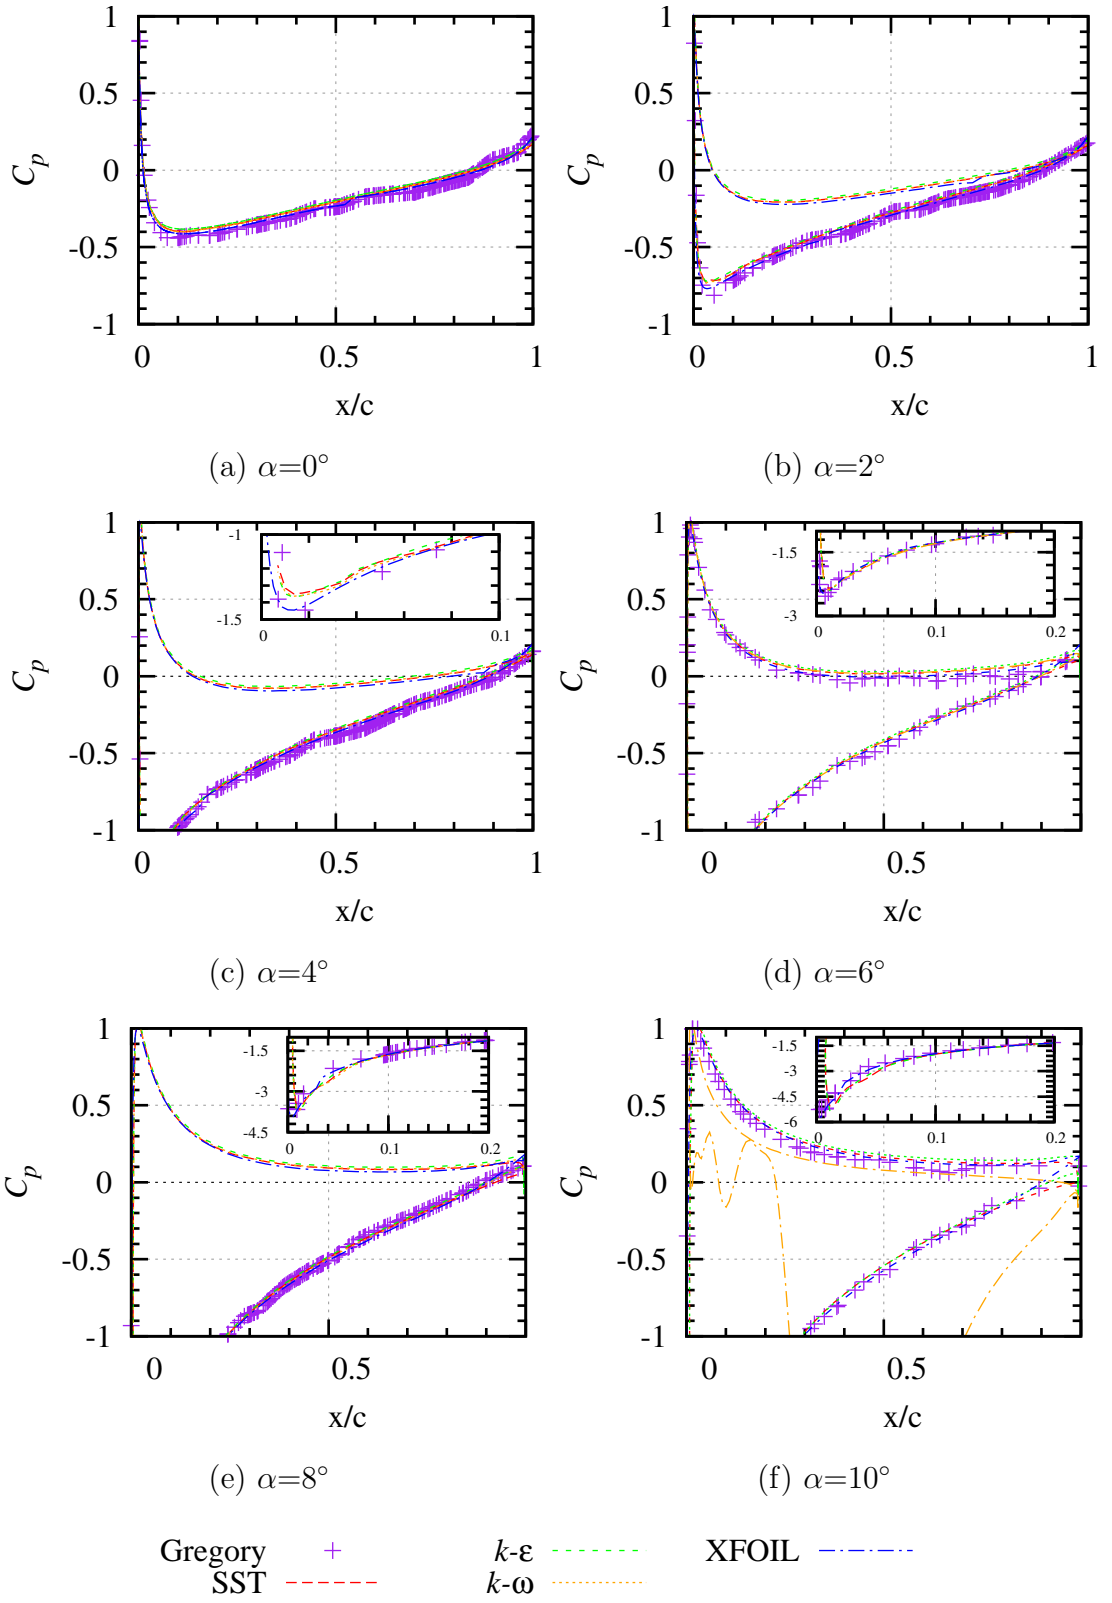 1
0.5
0
-0.5
-1
C_p
0 0.5 1
x/c
(a) α=0°
1
0.5
0
-0.5
-1
C_p
0 0.5 1
x/c
(b) α=2°
1
0.5
0
-0.5
-1
C_p
-1
-1.5
0 0.1
0 0.5 1
x/c
(c) α=4°
1
0.5
0
-0.5
-1
C_p
-1.5
-3
0 0.1 0.2
0 0.5
x/c
(d) α=6°
1
0.5
0
-0.5
-1
C_p
-1.5
-3
-4.5
0 0.1 0.2
0 0.5
x/c
(e) α=8°
1
0.5
0
-0.5
-1
C_p
-1.5
-3
-4.5
-6
0 0.1 0.2
0 0.5
x/c
(f) α=10°
Gregory k-ε XFOIL
SST k-ω